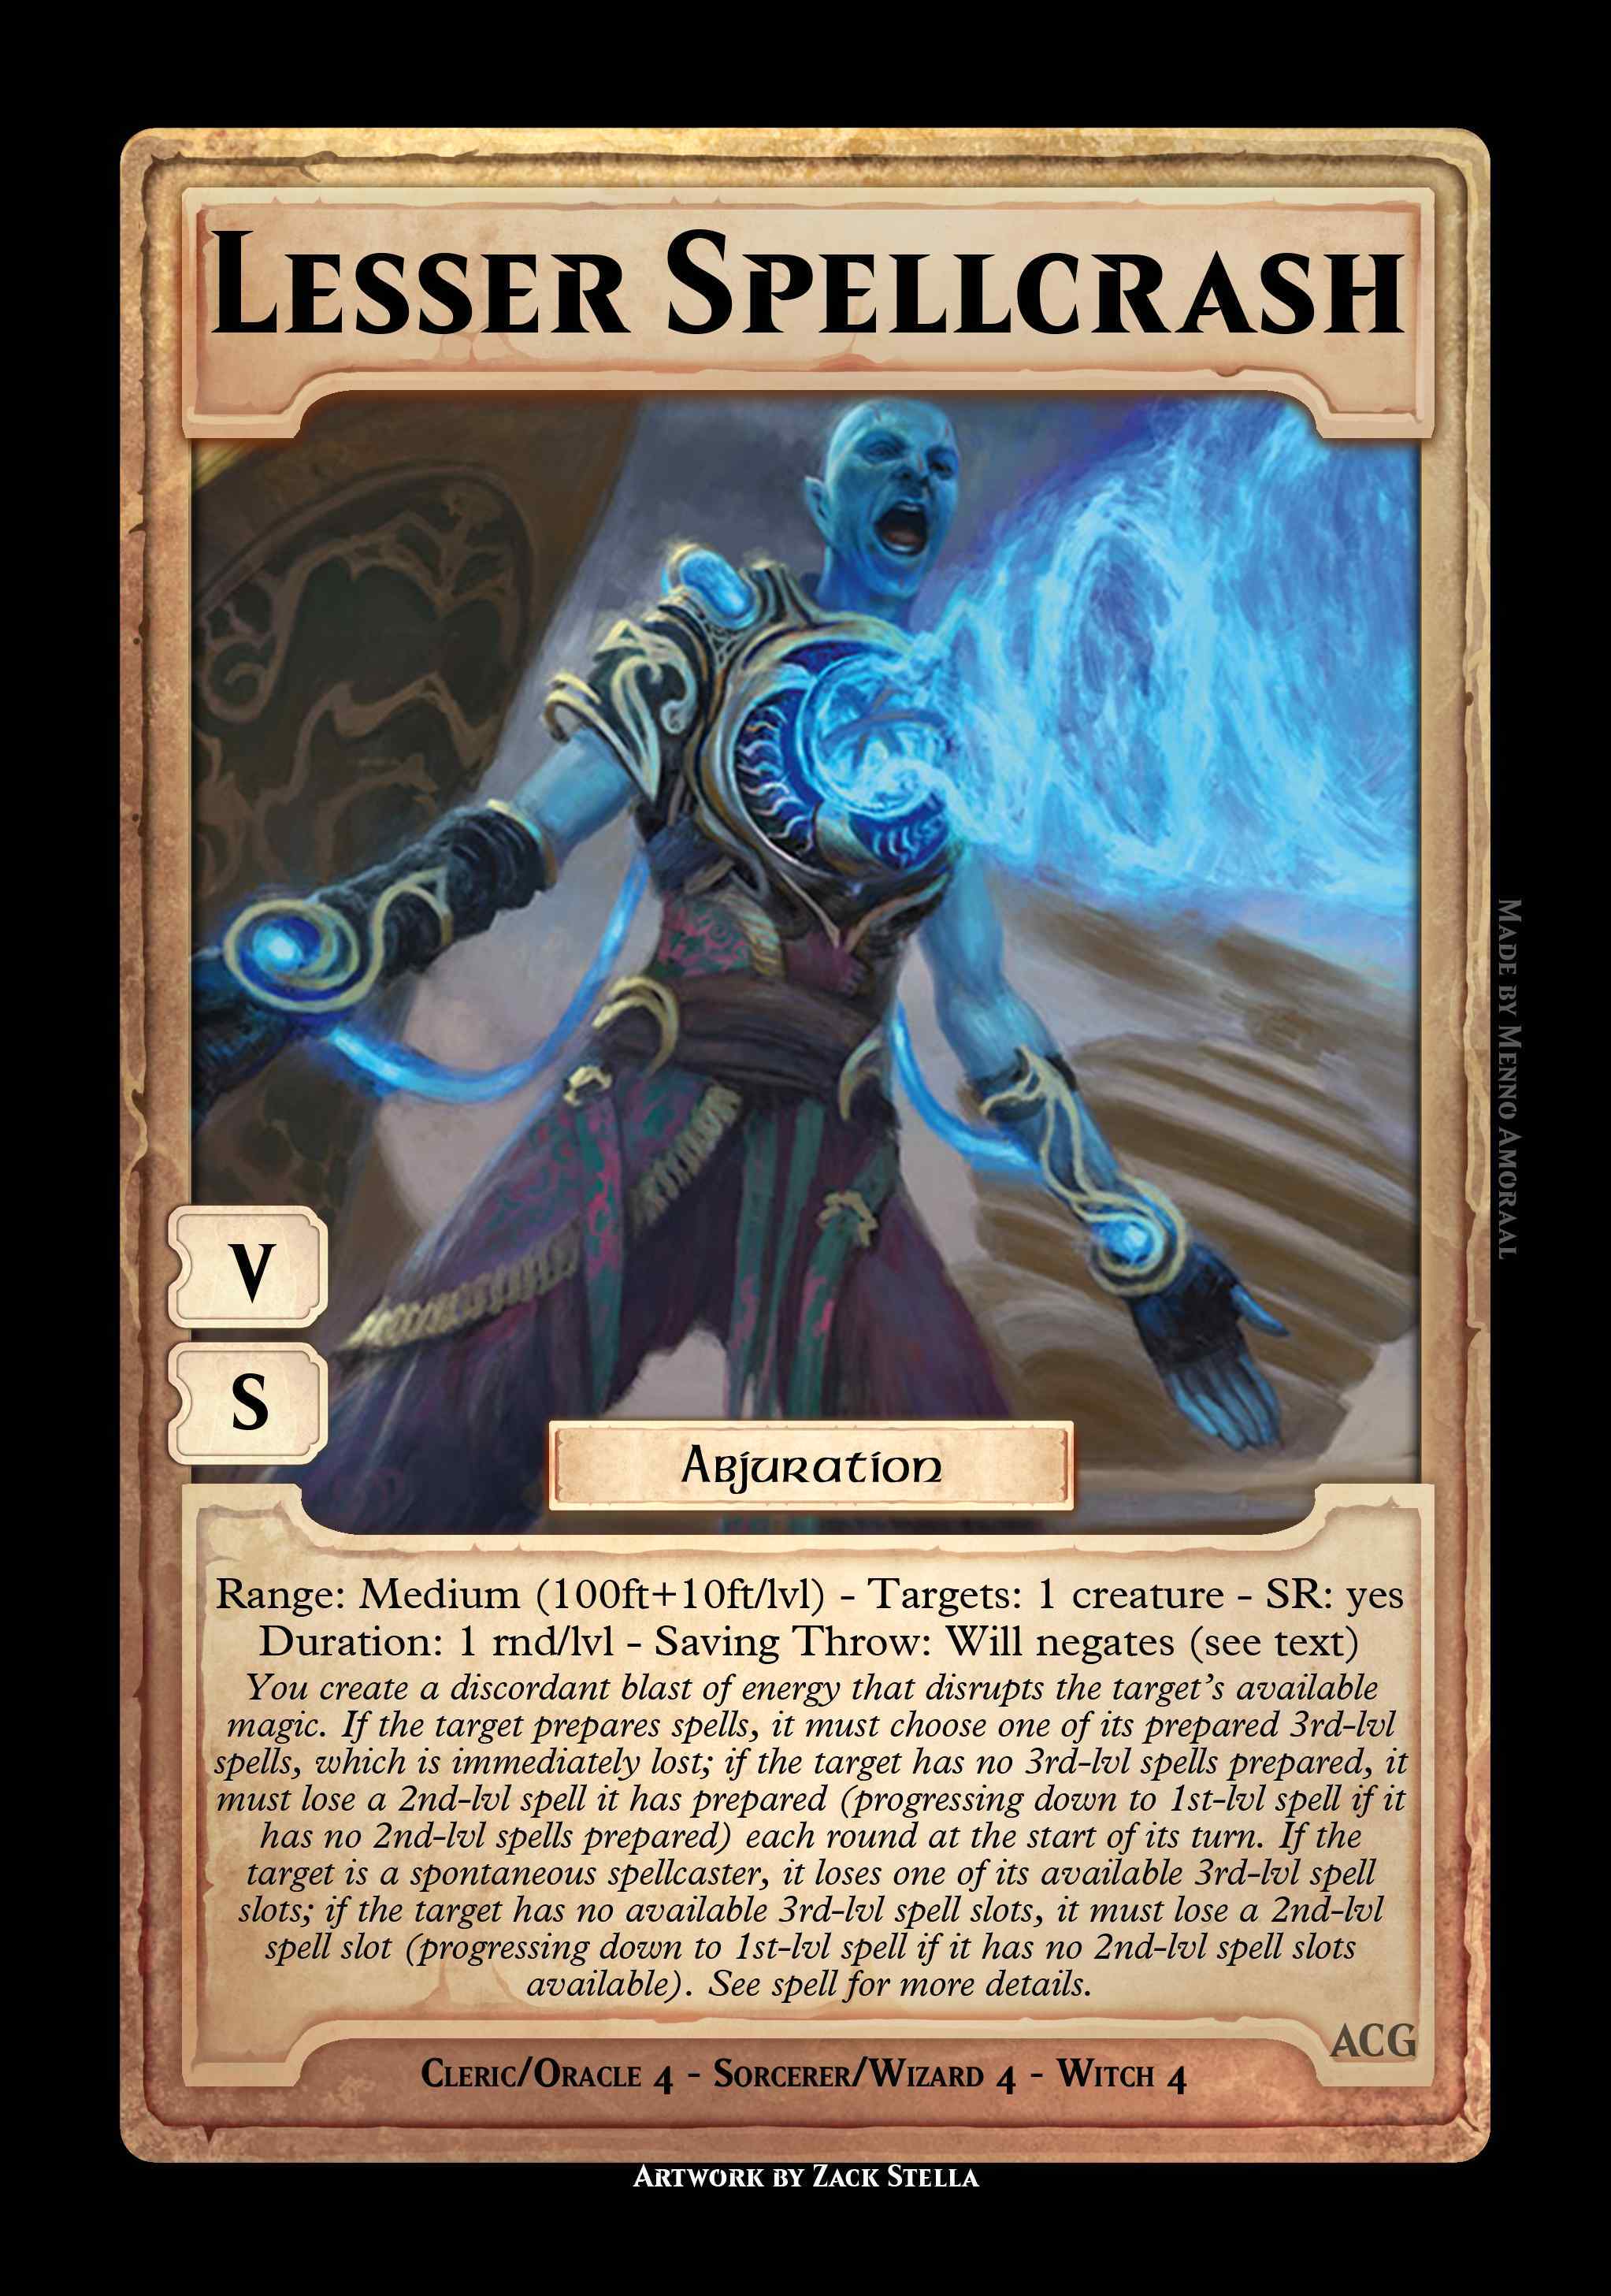 Lesser Spellcrash
Made by Menno Amoraal
V
S
Abjuration
Range: Medium (100ft+10ft/lvl) - Targets: 1 creature - SR: yes
Duration: 1 rnd/lvl - Saving Throw: Will negates (see text)
You create a discordant blast of energy that disrupts the target's available
magic. If the target prepares spells, it must choose one of its prepared 3rd-lvl
spells, which is immediately lost; if the target has no 3rd-lvl spells prepared, it
must lose a 2nd-lvl spell it has prepared (progressing down to 1st-lvl spell if it
has no 2nd-lvl spells prepared) each round at the start of its turn. If the
target is a spontaneous spellcaster, it loses one of its available 3rd-lvl spell
slots; if the target has no available 3rd-lvl spell slots, it must lose a 2nd-lvl
spell slot (progressing down to 1st-lvl spell if it has no 2nd-lvl spell slots
available). See spell for more details.
ACG
Cleric/Oracle 4 - Sorcerer/Wizard 4 - Witch 4
Artwork by Zack Stella